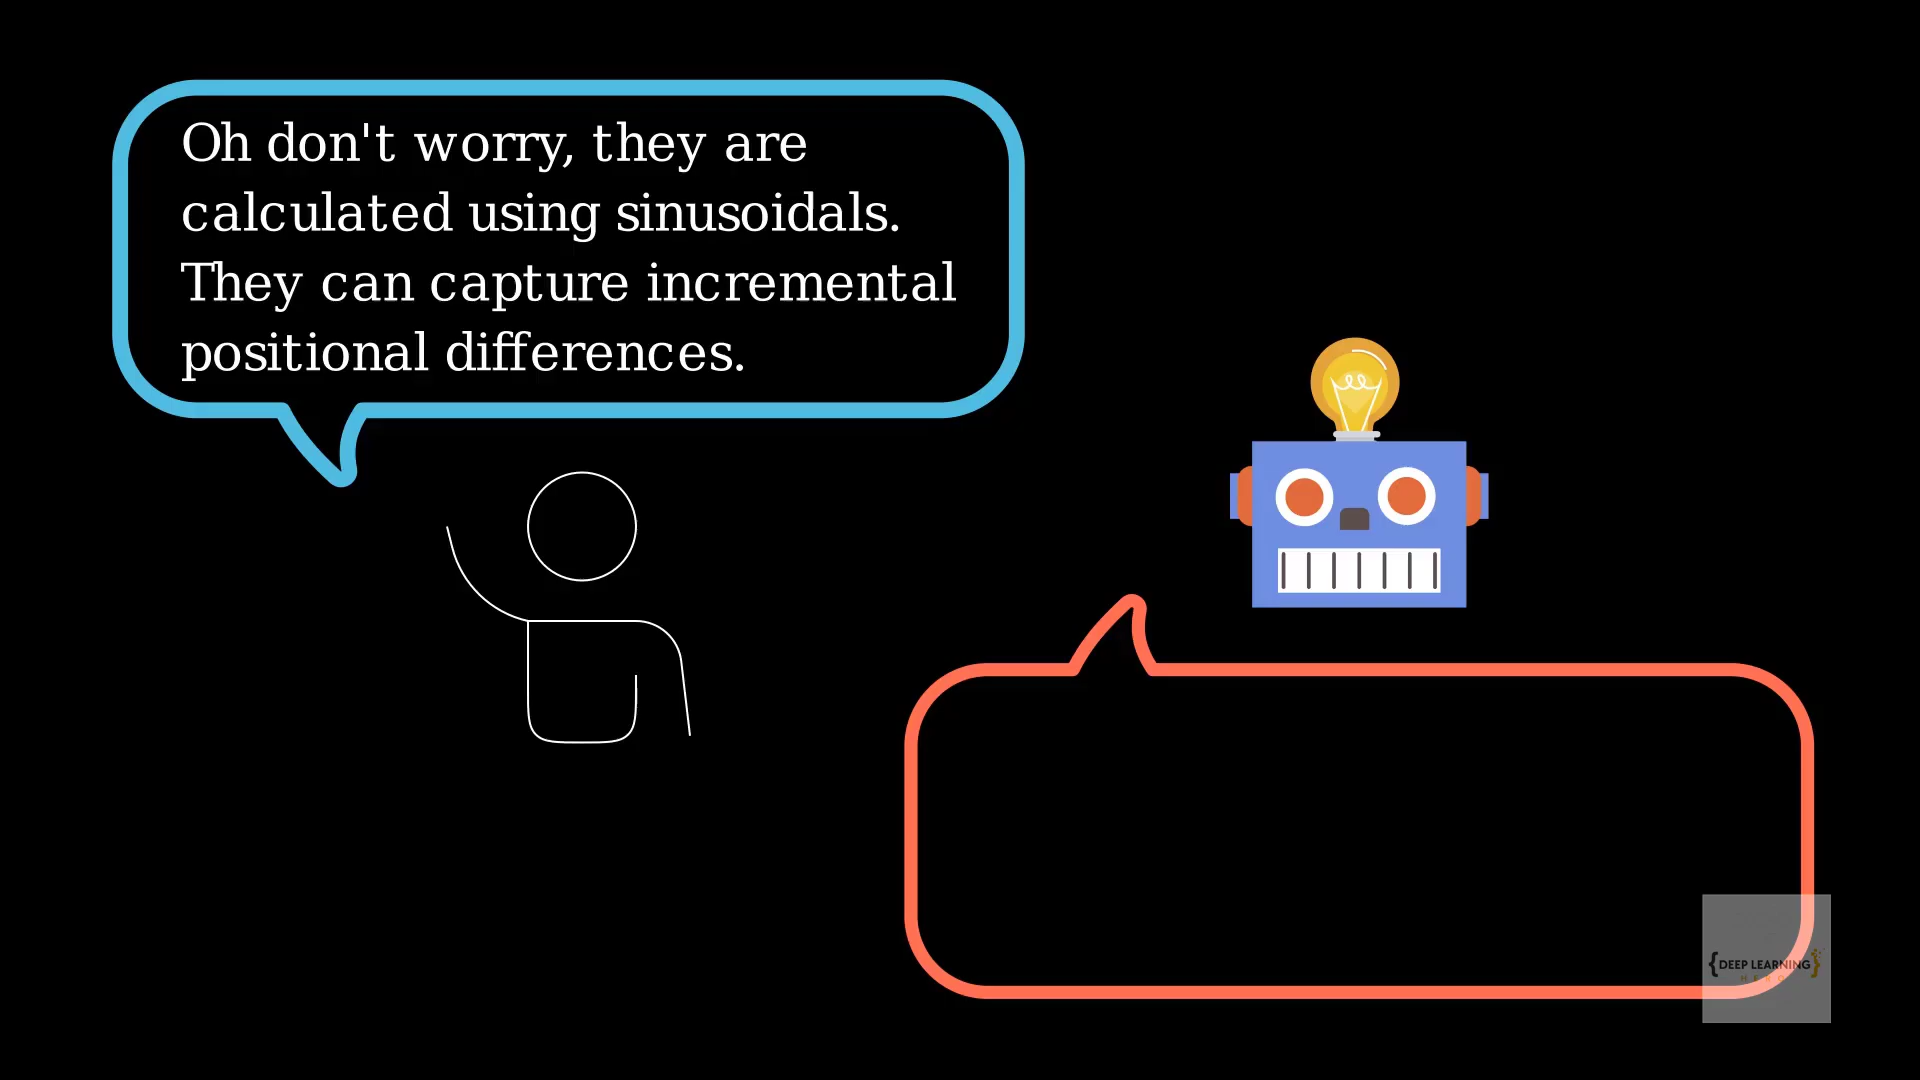 Oh don't worry, they are
calculated using sinusoidals.
They can capture incremental
positional differences.
{DEEP LEARNING}